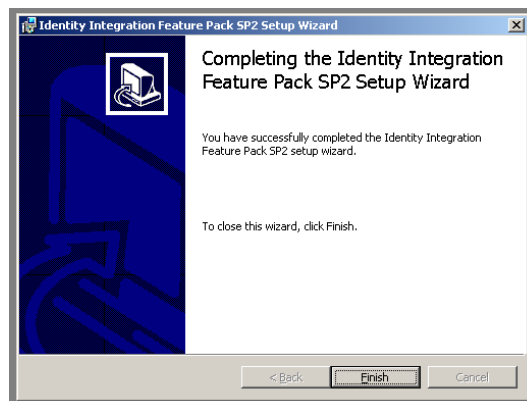 Identity Integration Feature Pack SP2 Setup Wizard
Completing the Identity Integration
Feature Pack SP2 Setup Wizard
You have successfully completed the Identity Integration
Feature Pack SP2 setup wizard.
To close this wizard, click Finish.
< Back Finish Cancel